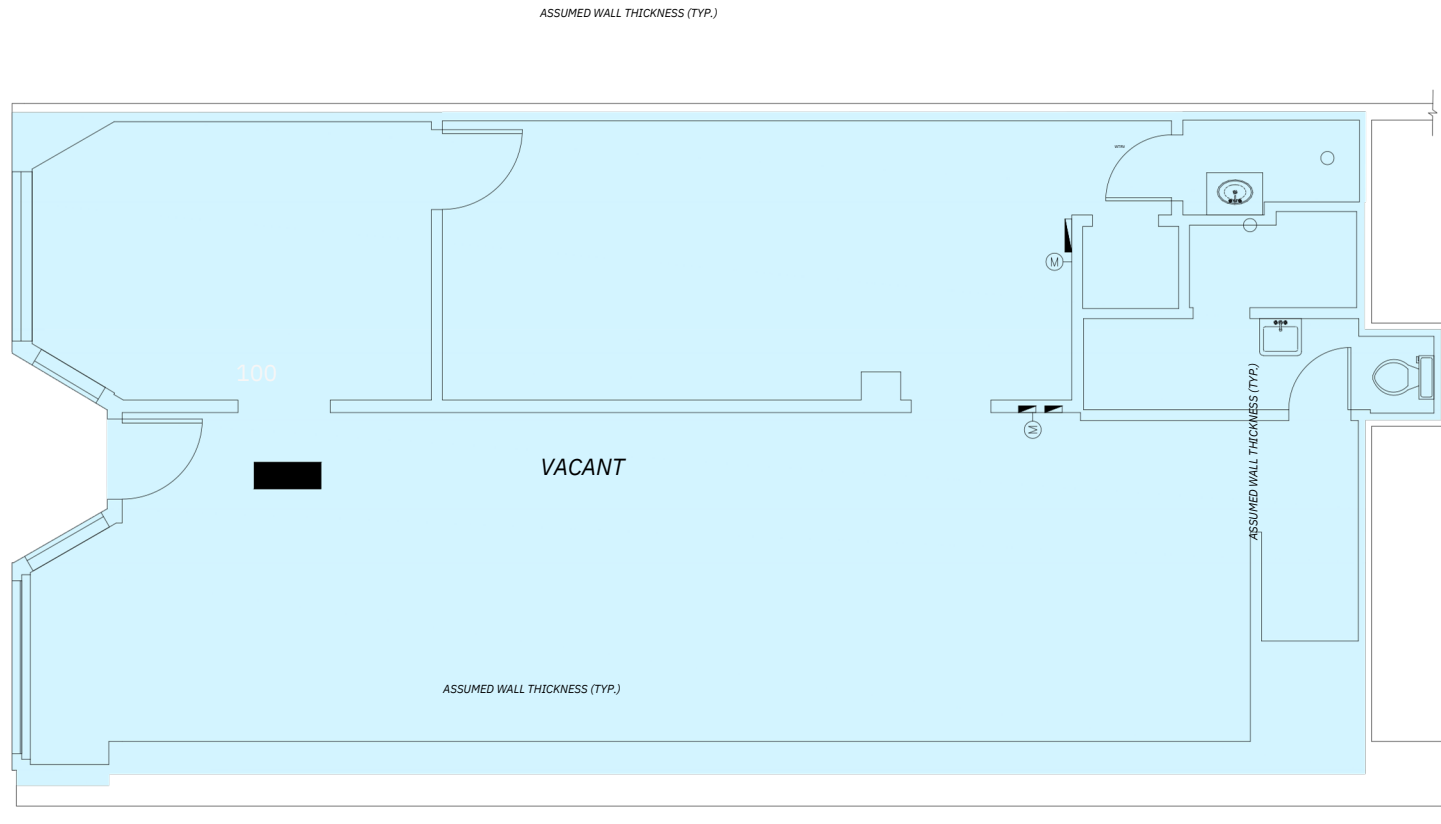 ASSUMED WALL THICKNESS (TYP.)
100
M
M
VACANT
ASSUMED WALL THICKNESS (TYP.)
ASSUMED WALL THICKNESS (TYP.)